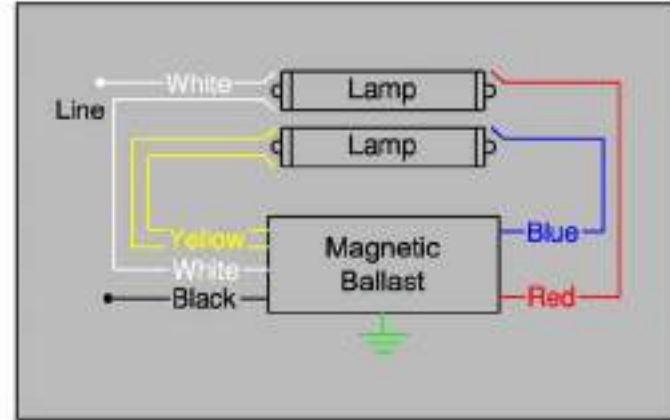 White
Lamp
Line
Lamp
Yellow
Magnetic
Ballast
Blue
White
Black
Red